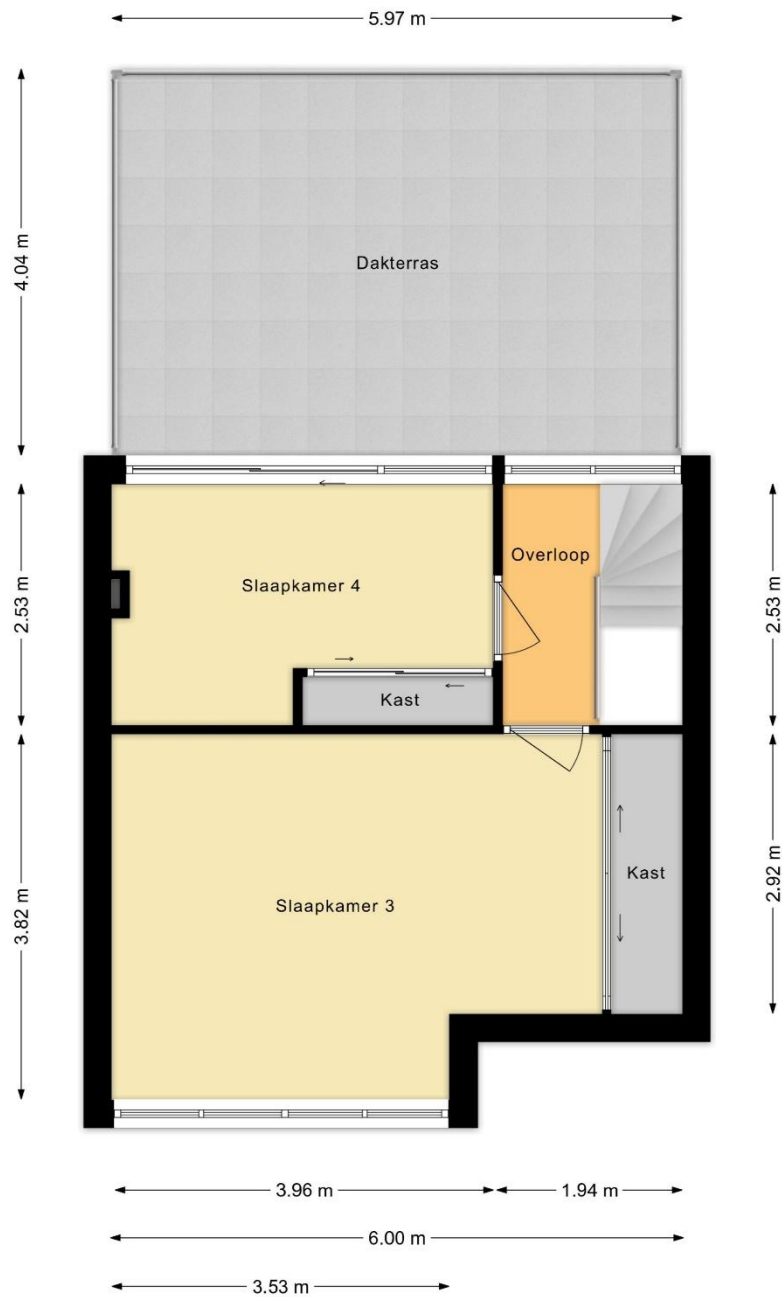 5.97 m
4.04 m
Dakterras
2.53 m
Slaapkamer 4
Overloop
2.53 m
Kast
3.82 m
Slaapkamer 3
Kast
2.92 m
3.96 m
1.94 m
6.00 m
3.53 m